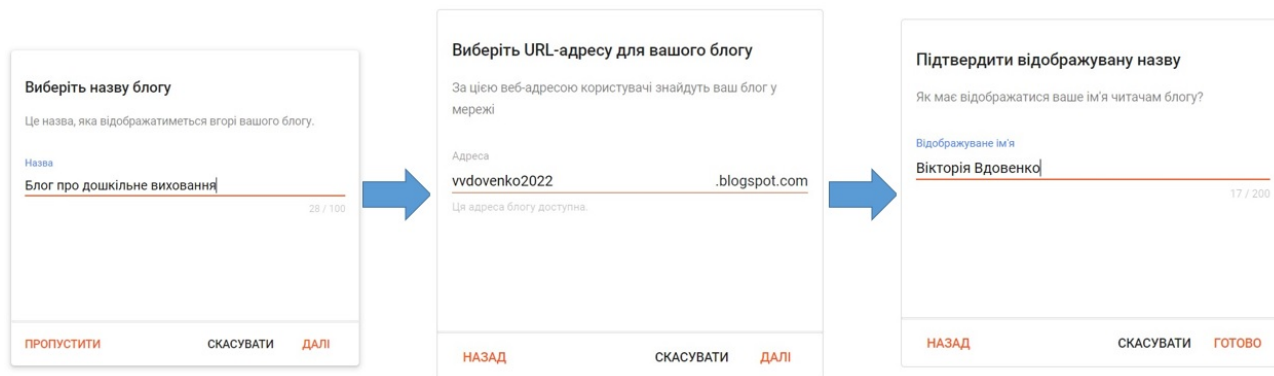 Виберіть назву блогу
Це назва, яка відображатиметься вгорі вашого блогу.
Назва
Блог про дошкільне виховання
28 / 100
ПРОПУСТИТИ СКАСУВАТИ ДАЛІ
Виберіть URL-адресу для вашого блогу
За цією веб-адресою користувачі знайдуть ваш блог у
мережі
Адреса
vvdovenko2022 .blogspot.com
Ця адреса блогу доступна.
НАЗАД СКАСУВАТИ ДАЛІ
Підтвердити відображувану назву
Як має відображатися ваше ім'я читачам блогу?
Відображуване ім'я
Вікторія Вдовенко
17 / 200
НАЗАД СКАСУВАТИ ГОТОВО